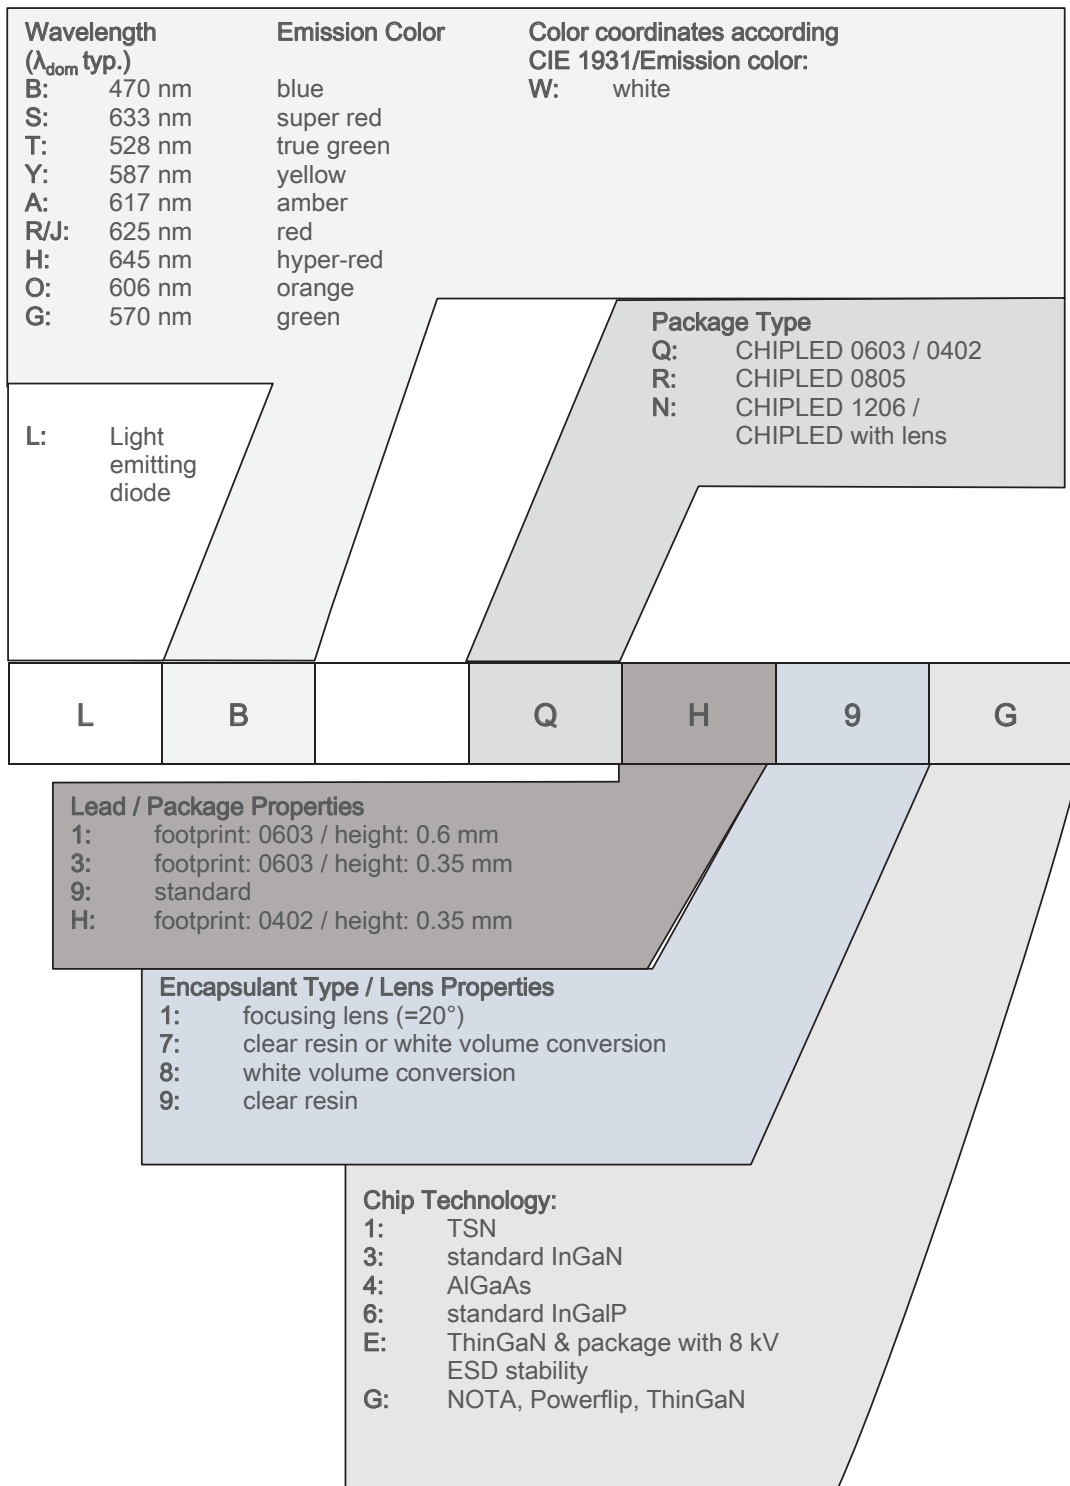 Wavelength Emission Color Color coordinates according
(λdom typ.) CIE 1931/Emission color:
B: 470 nm blue W: white
S: 633 nm super red
T: 528 nm true green
Y: 587 nm yellow
A: 617 nm amber
R/J: 625 nm red
H: 645 nm hyper-red
O: 606 nm orange
G: 570 nm green
Package Type
Q: CHIPLED 0603 / 0402
R: CHIPLED 0805
N: CHIPLED 1206 /
CHIPLED with lens
L: Light
emitting
diode
L B Q H 9 G
Lead / Package Properties
1: footprint: 0603 / height: 0.6 mm
3: footprint: 0603 / height: 0.35 mm
9: standard
H: footprint: 0402 / height: 0.35 mm
Encapsulant Type / Lens Properties
1: focusing lens (=20°)
7: clear resin or white volume conversion
8: white volume conversion
9: clear resin
Chip Technology:
1: TSN
3: standard InGaN
4: AlGaAs
6: standard InGalP
E: ThinGaN & package with 8 kV
ESD stability
G: NOTA, Powerflip, ThinGaN